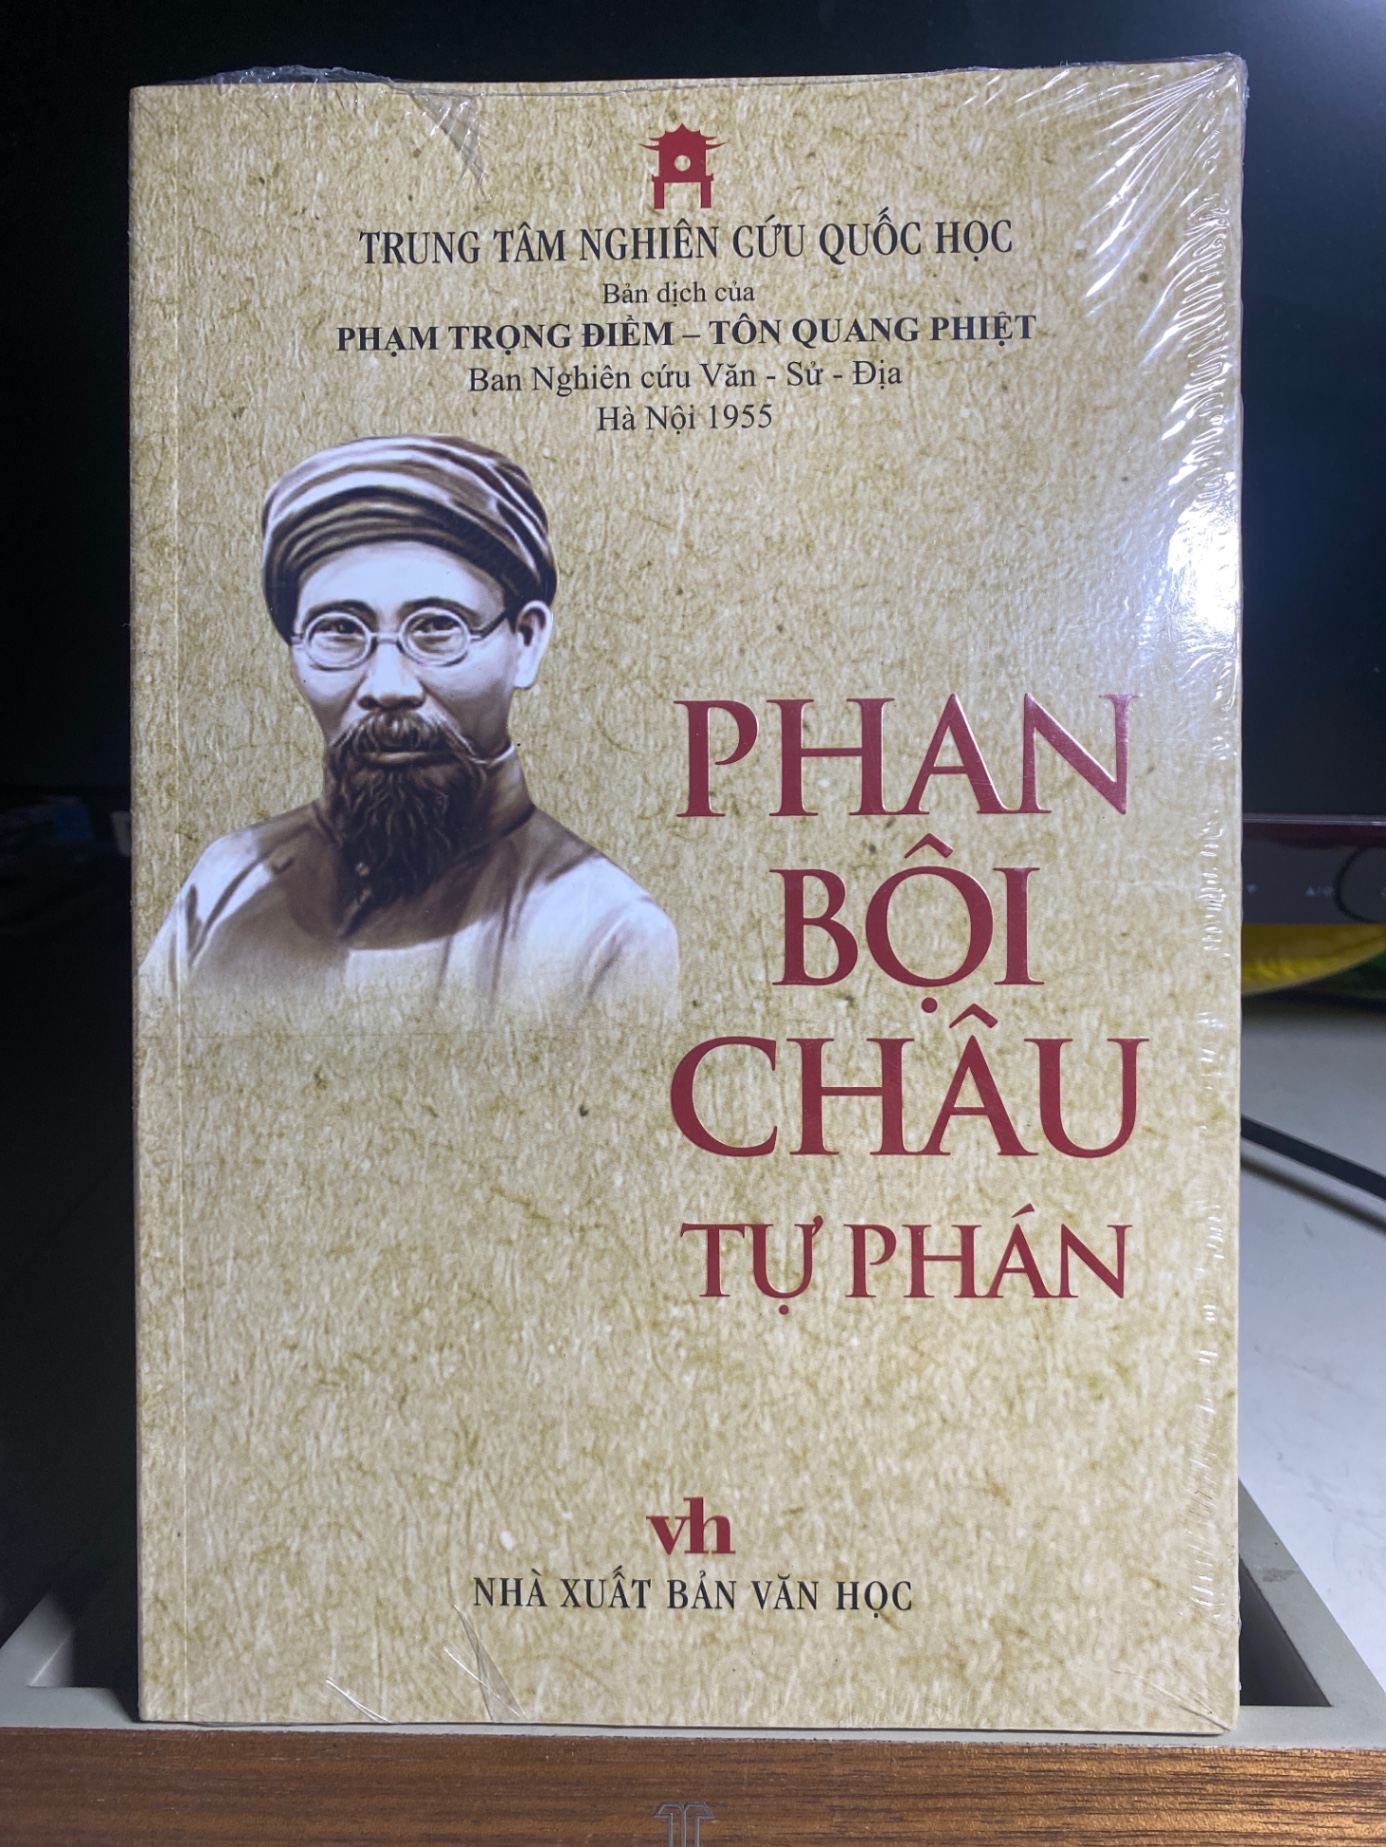 TRUNG TÂM NGHIÊN CỨU QUỐC HỌC
Bản dịch của
PHẠM TRỌNG ĐIỀM – TÔN QUANG PHIỆT
Ban Nghiên cứu Văn - Sử - Địa
Hà Nội 1955
PHAN
BỘI
CHÂU
TỰ PHÁN
vh
NHÀ XUẤT BẢN VĂN HỌC